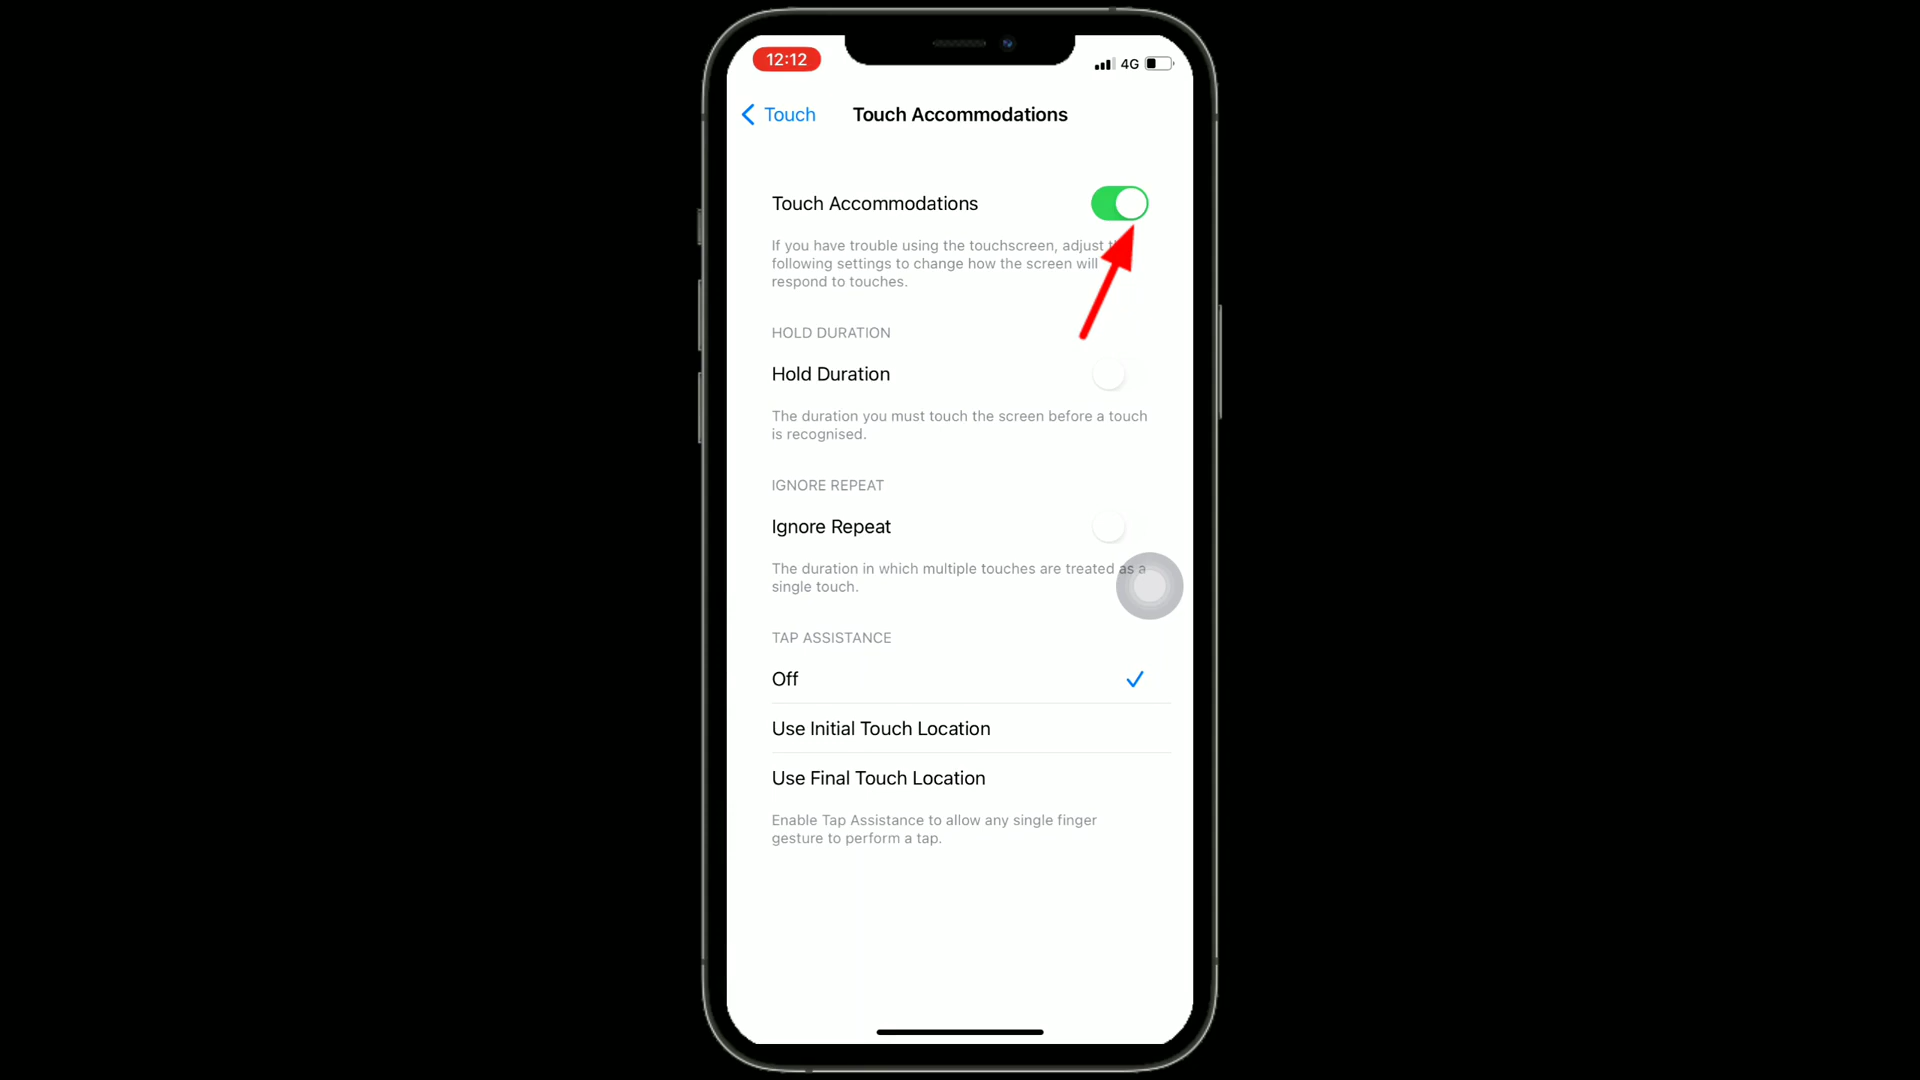 12:12
4G
Touch
Touch Accommodations
Touch Accommodations
If you have trouble using the touchscreen, adjust
following settings to change how the screen will
respond to touches.
HOLD DURATION
Hold Duration
The duration you must touch the screen before a touch
is recognised.
IGNORE REPEAT
Ignore Repeat
The duration in which multiple touches are treated as a
single touch.
TAP ASSISTANCE
Off
Use Initial Touch Location
Use Final Touch Location
Enable Tap Assistance to allow any single finger
gesture to perform a tap.